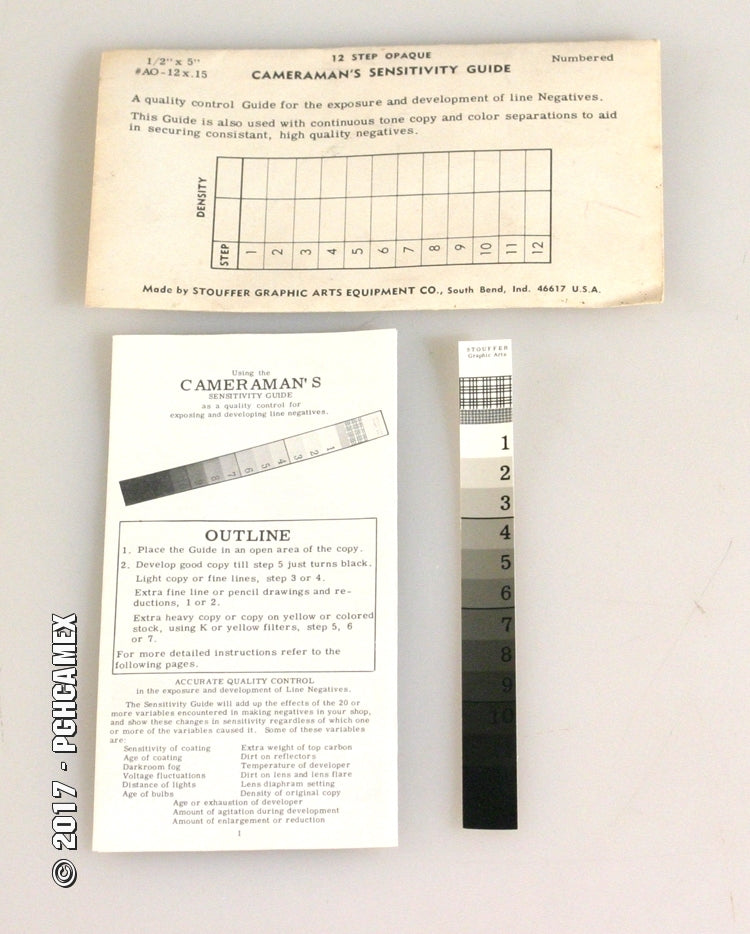 1/2" x 5"
#AO-12x.15
12 STEP OPAQUE
CAMERAMAN'S SENSITIVITY GUIDE
Numbered
A quality control Guide for the exposure and development of line Negatives.
This Guide is also used with continuous tone copy and color separations to aid
in securing consistant, high quality negatives.
DENSITY
STEP 1 2 3 4 5 6 7 8 9 10 11 12
Made by STOUFFER GRAPHIC ARTS EQUIPMENT CO., South Bend, Ind. 46617 U.S.A.
Using the
CAMERAMAN'S
SENSITIVITY GUIDE
as a quality control for
exposing and developing line negatives.
9 8 7 6 5 4 3 2 1
OUTLINE
1. Place the Guide in an open area of the copy.
2. Develop good copy till step 5 just turns black.
Light copy or fine lines, step 3 or 4.
Extra fine line or pencil drawings and re-
ductions, 1 or 2.
Extra heavy copy or copy on yellow or colored
stock, using K or yellow filters, step 5, 6
or 7.
For more detailed instructions refer to the
following pages.
ACCURATE QUALITY CONTROL
in the exposure and development of Line Negatives.
The Sensitivity Guide will add up the effects of the 20 or
more variables encountered in making negatives in your shop,
and show these changes in sensitivity regardless of which one
or more of the variables caused it. Some of these variables
are:
Sensitivity of coating Extra weight of top carbon
Age of coating Dirt on reflectors
Darkroom fog Temperature of developer
Voltage fluctuations Dirt on lens and lens flare
Distance of lights Lens diaphram setting
Age of bulbs Density of original copy
Age or exhaustion of developer
Amount of agitation during development
Amount of enlargement or reduction
1
STOUFFER
Graphic Arts
1
2
3
4
5
6
7
8
9
10
© 2017 - PGHCAMEX